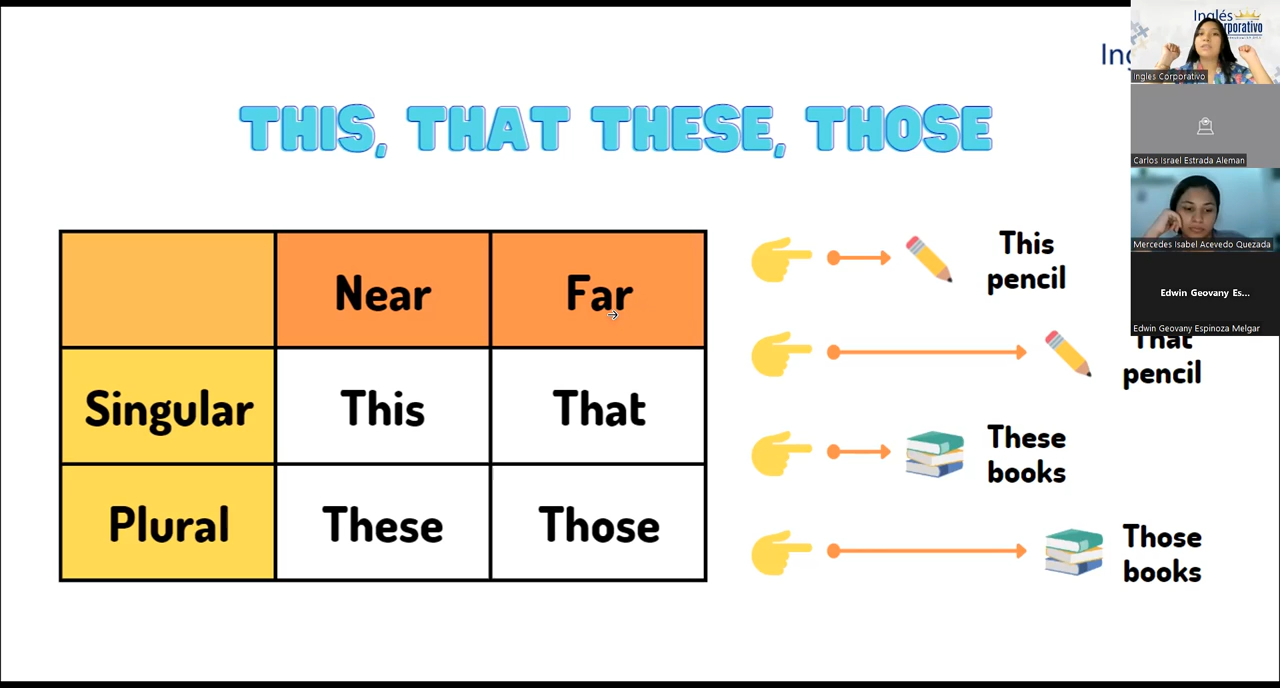 Inglés
rporativo
Ing
Ingles Corporativo
Carlos Israel Estrada Aleman
Mercedes Isabel Acevedo Quezada
Edwin Geovany Es...
Edwin Geovany Espinoza Melgar
THIS, THAT THESE, THOSE
Near Far
Singular This That
Plural These Those
This
pencil
That
pencil
These
books
Those
books